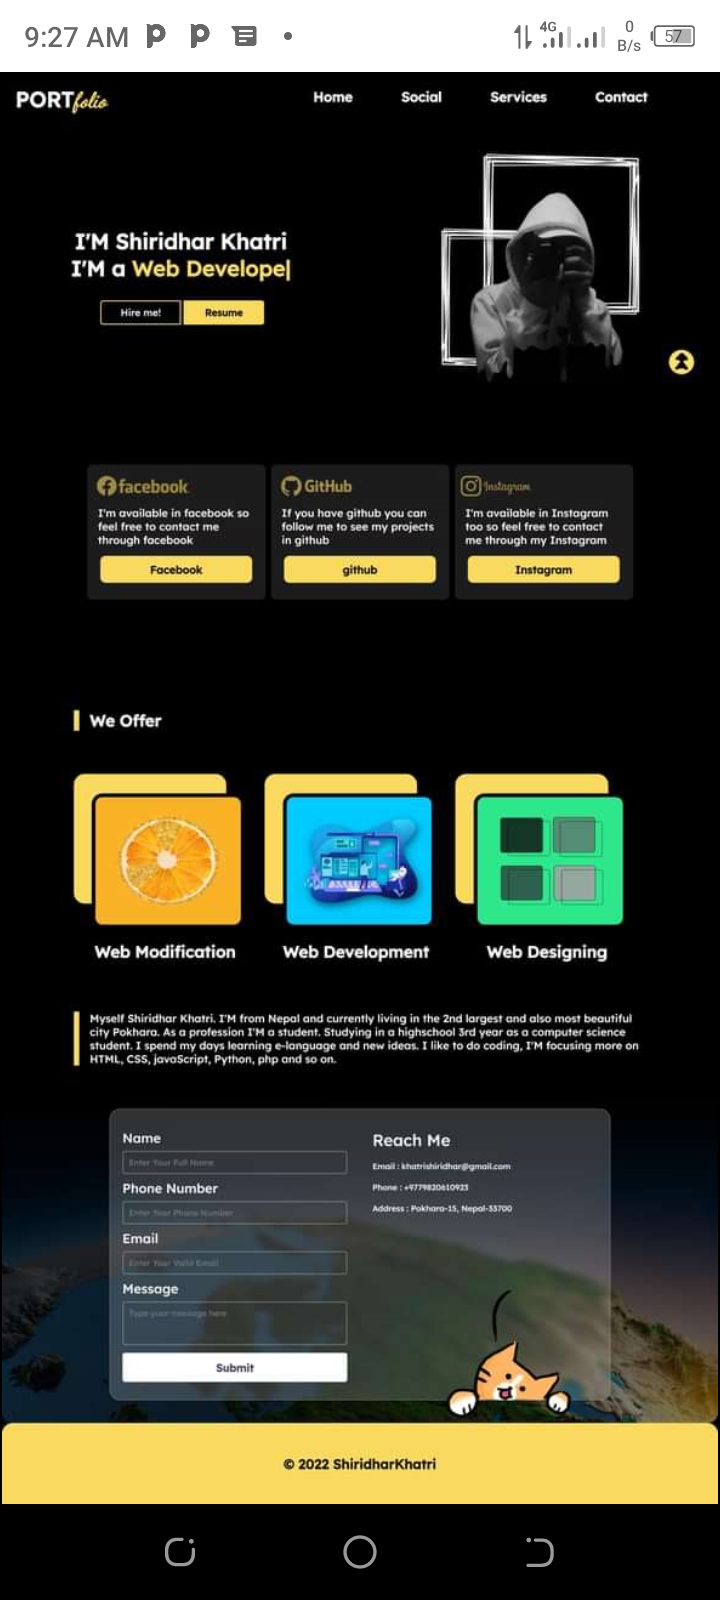 9:27 AM
4G
0
B/s
57
PORTfolio
Home Social Services Contact
I'M Shiridhar Khatri
I'M a Web Develope|
Hire me! Resume
facebook
I'm available in facebook so
feel free to contact me
through facebook
Facebook
GitHub
If you have github you can
follow me to see my projects
in github
github
Instagram
I'm available in Instagram
too so feel free to contact
me through my Instagram
Instagram
We Offer
Web Modification
Web Development
Web Designing
Myself Shiridhar Khatri. I'M from Nepal and currently living in the 2nd largest and also most beautiful
city Pokhara. As a profession I'M a student. Studying in a highschool 3rd year as a computer science
student. I spend my days learning e-language and new ideas. I like to do coding, I'M focusing more on
HTML, CSS, javaScript, Python, php and so on.
Name
Enter Your Full Name
Phone Number
Enter Your Phone Number
Email
Enter Your Valid Email
Message
Type your message here
Submit
Reach Me
Email : khatrishiridhar@gmail.com
Phone : +9779820610923
Address : Pokhara-15, Nepal-33700
© 2022 ShiridharKhatri